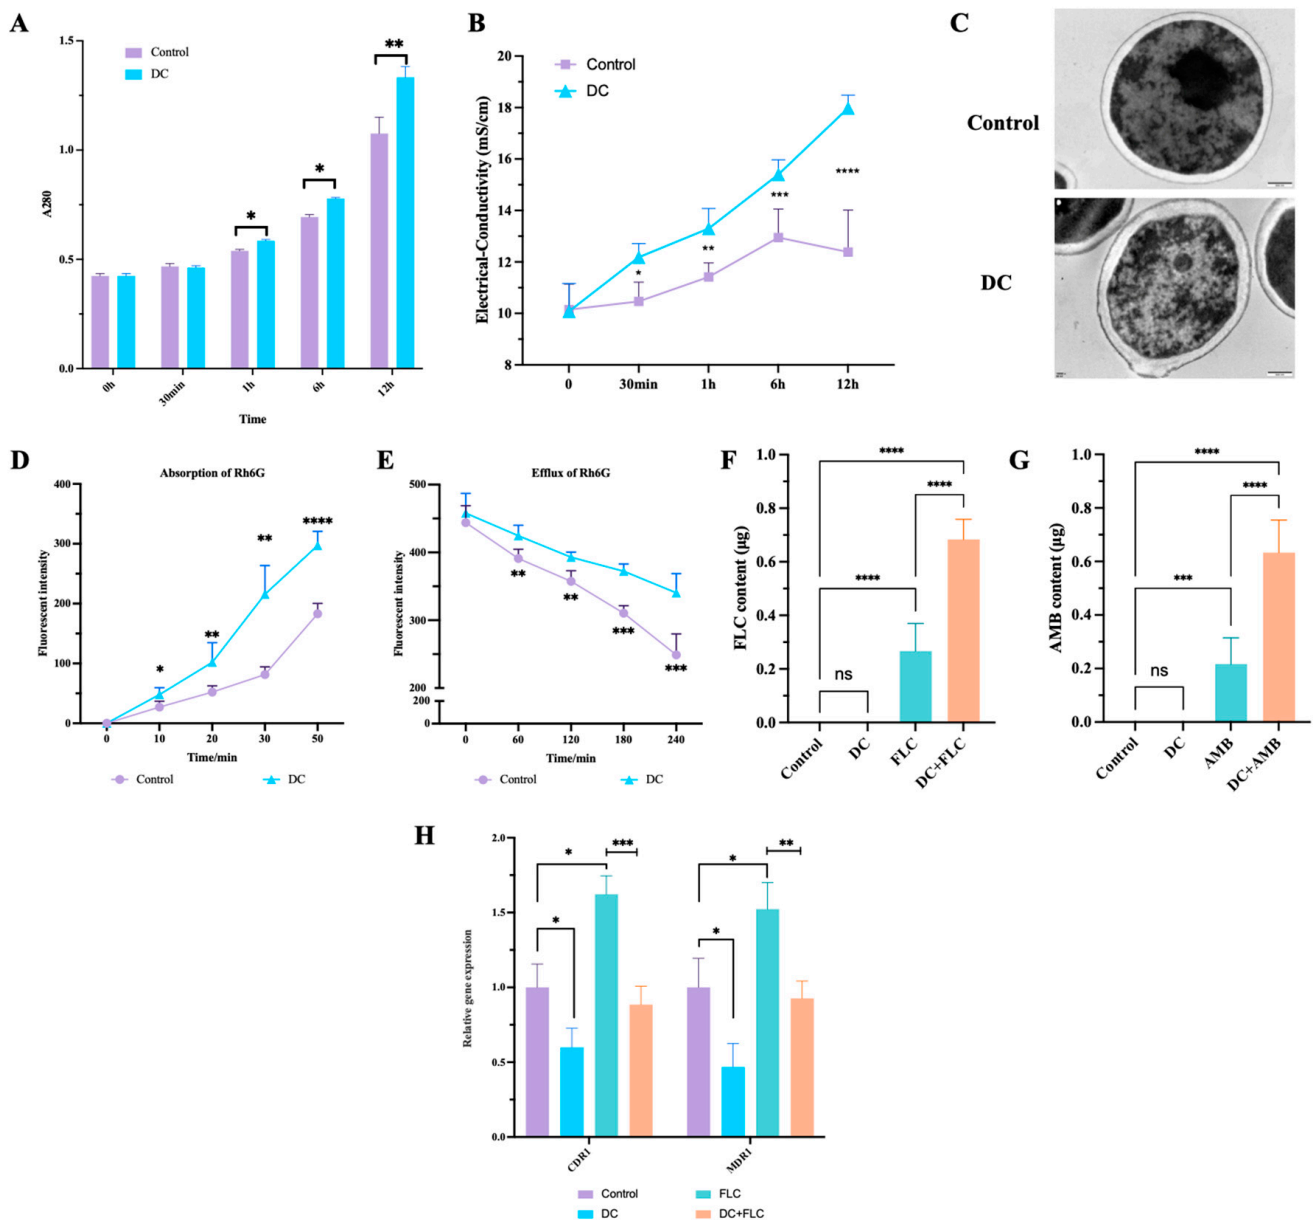 A
1.5
1.0
0.5
0.0
A280
Control
DC
*
*
**
0h
30min
1h
6h
12h
Time
B
20
18
16
14
12
10
8
Electrical-Conductivity (mS/cm)
Control
DC
*
**
***
****
0
30min
1h
6h
12h
C
Control
DC
D
Absorption of Rh6G
400
300
200
100
0
Fluorescent intensity
*
**
**
****
0
10
20
30
50
Time/min
Control
DC
E
Efflux of Rh6G
500
400
300
200
200
0
Fluorescent intensity
**
**
***
***
0
60
120
180
240
Time/min
Control
DC
F
1.0
0.8
0.6
0.4
0.2
0.0
FLC content (μg)
****
****
****
ns
Control
DC
FLC
DC+FLC
G
1.0
0.8
0.6
0.4
0.2
0.0
AMB content (μg)
****
****
***
ns
Control
DC
AMB
DC+AMB
H
2.0
1.5
1.0
0.5
0.0
Relative gene expression
*
***
*
*
**
*
CDR1
MDR1
Control
FLC
DC
DC+FLC